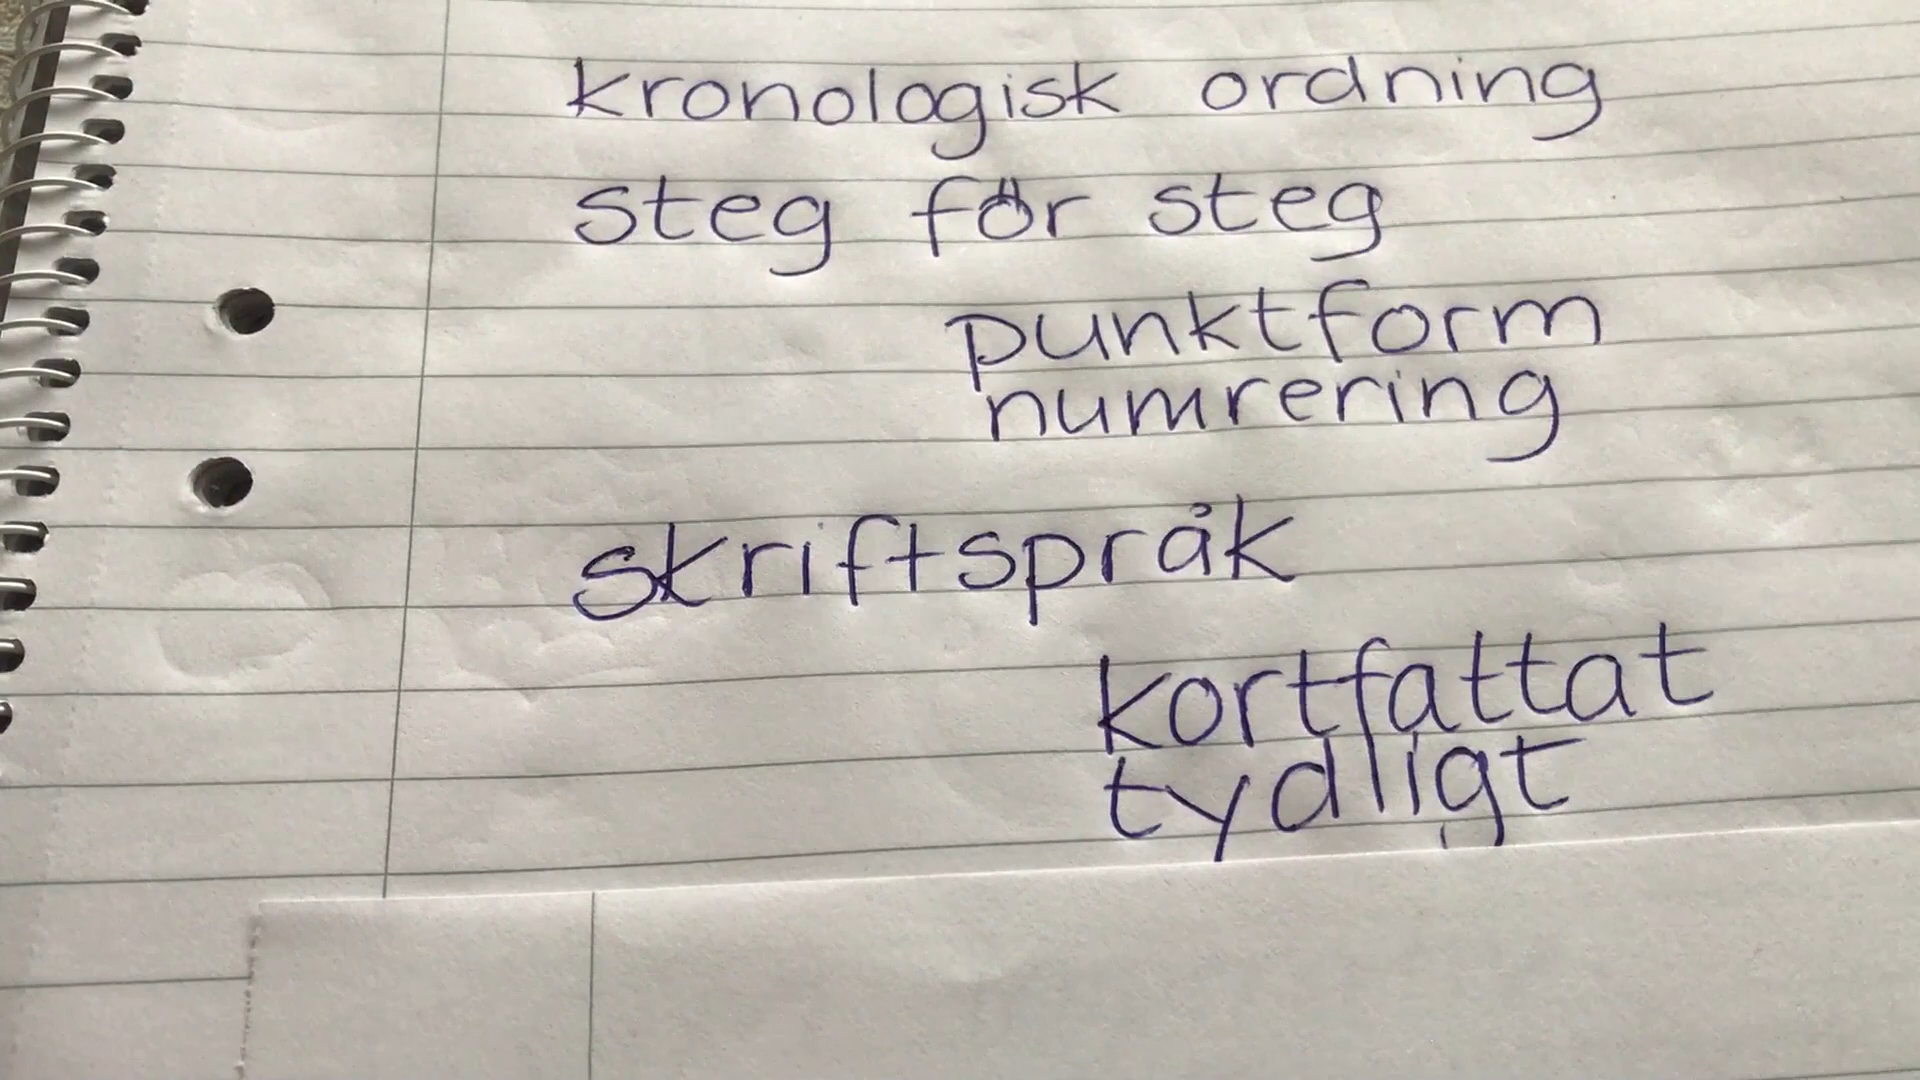 kronologisk ordning
steg för steg
punktform
numrering
skriftspråk
kortfattat
tydligt